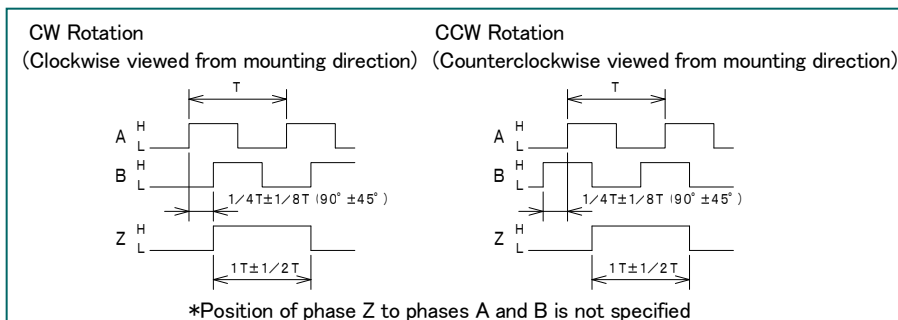 CW Rotation CCW Rotation
(Clockwise viewed from mounting direction) (Counterclockwise viewed from mounting direction)
T T
A H L A H L
B H L B H L
1/4T±1/8T (90°±45°) 1/4T±1/8T (90°±45°)
Z H L Z H L
1T±1/2T 1T±1/2T
*Position of phase Z to phases A and B is not specified